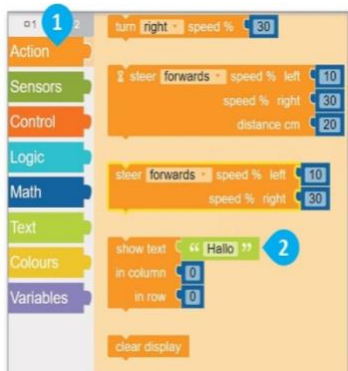 1 1 2
Action
Sensors
Control
Logic
Math
Text
Colours
Variables
turn right speed % 30
steer forwards speed % left 10
speed % right 30
distance cm 20
steer forwards speed % left 10
speed % right 30
show text “ Hallo ” 2
in column 0
in row 0
clear display